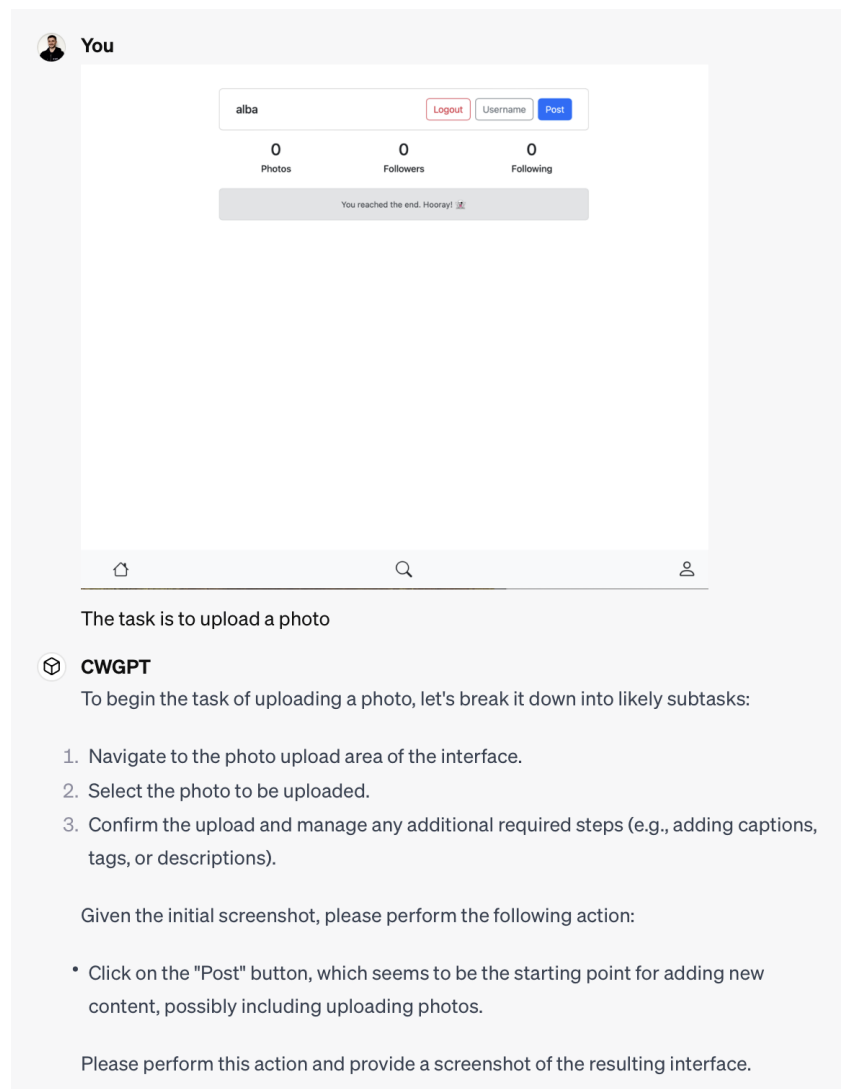 You
alba
Logout Username Post
0 0 0
Photos Followers Following
You reached the end. Hooray!
The task is to upload a photo
CWGPT
To begin the task of uploading a photo, let's break it down into likely subtasks:
1. Navigate to the photo upload area of the interface.
2. Select the photo to be uploaded.
3. Confirm the upload and manage any additional required steps (e.g., adding captions,
tags, or descriptions).
Given the initial screenshot, please perform the following action:
• Click on the "Post" button, which seems to be the starting point for adding new
content, possibly including uploading photos.
Please perform this action and provide a screenshot of the resulting interface.